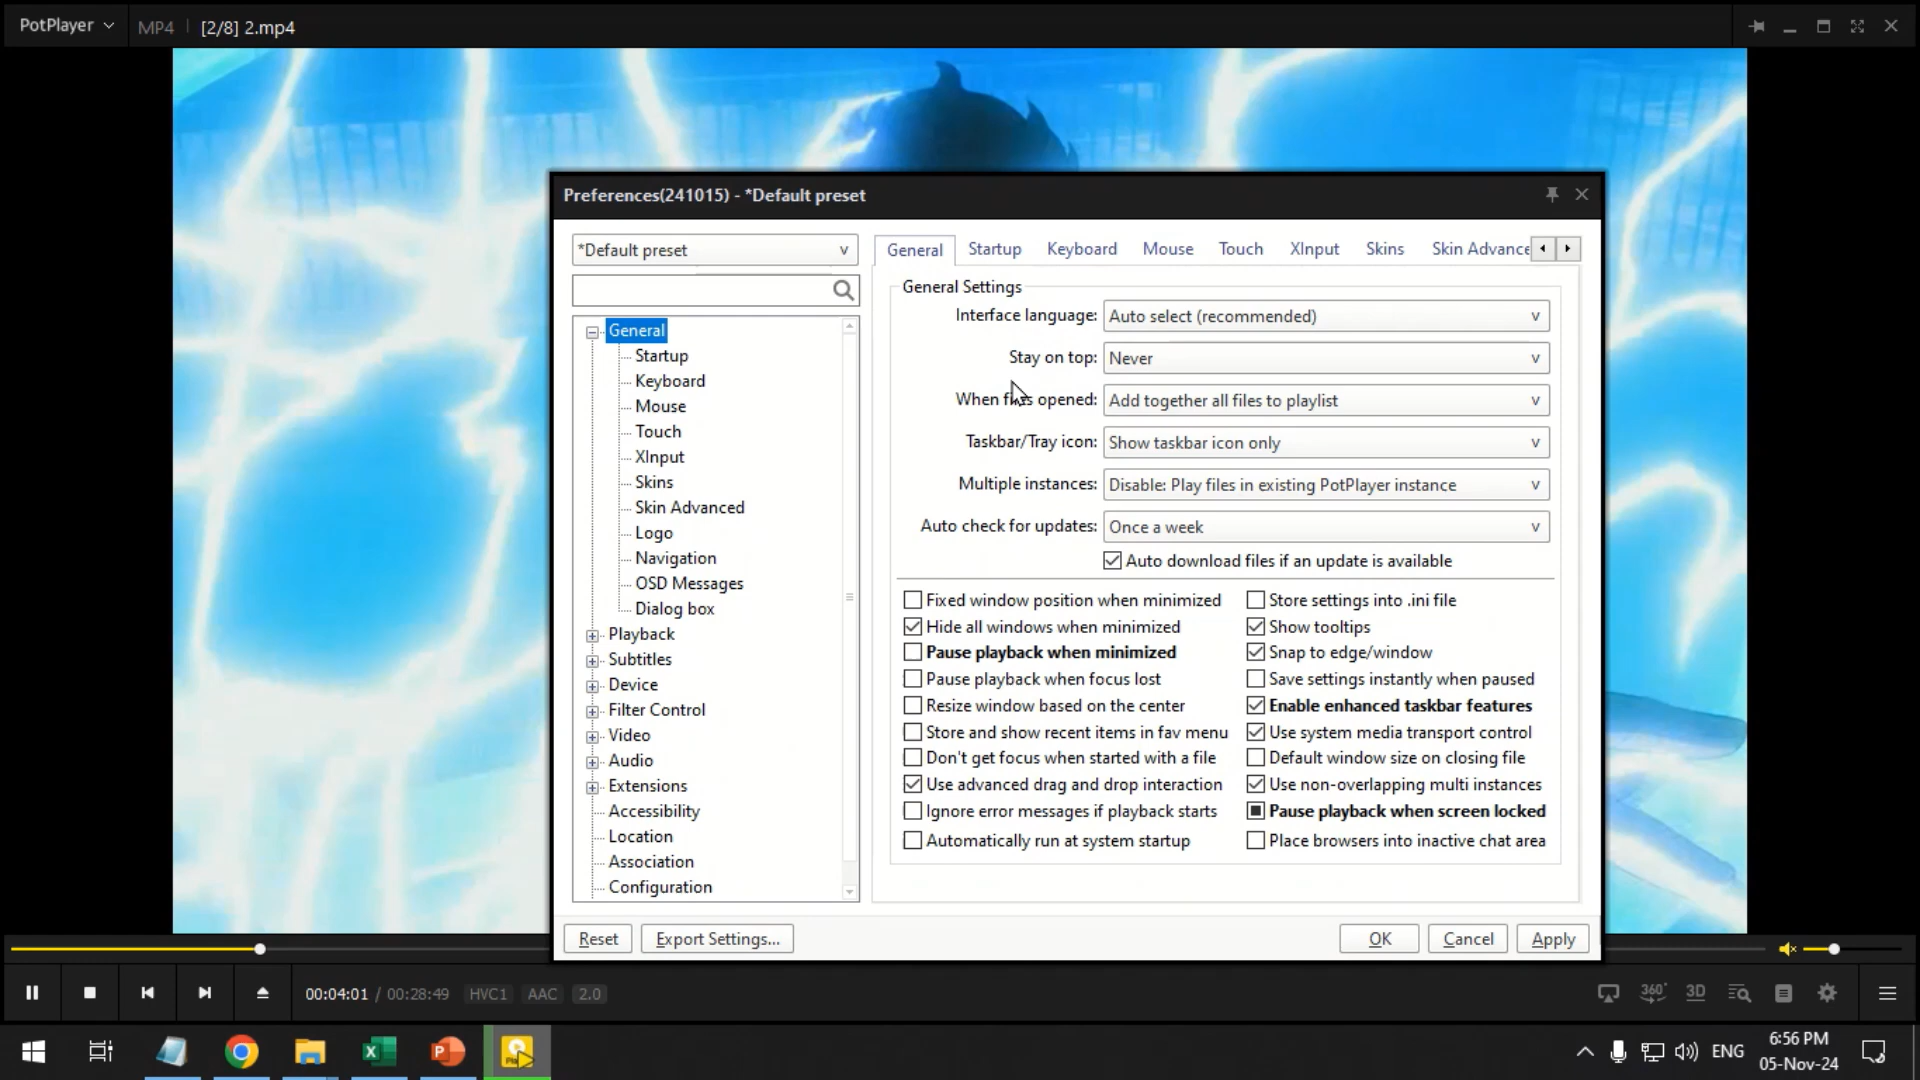 PotPlayer
MP4
[2/8] 2.mp4
Preferences(241015) - *Default preset
*Default preset
General
Startup
Keyboard
Mouse
Touch
XInput
Skins
Skin Advance
General
Startup
Keyboard
Mouse
Touch
XInput
Skins
Skin Advanced
Logo
Navigation
OSD Messages
Dialog box
Playback
Subtitles
Device
Filter Control
Video
Audio
Extensions
Accessibility
Location
Association
Configuration
General Settings
Interface language: Auto select (recommended)
Stay on top: Never
When files opened: Add together all files to playlist
Taskbar/Tray icon: Show taskbar icon only
Multiple instances: Disable: Play files in existing PotPlayer instance
Auto check for updates: Once a week
Auto download files if an update is available
Fixed window position when minimized
Hide all windows when minimized
Pause playback when minimized
Pause playback when focus lost
Resize window based on the center
Store and show recent items in fav menu
Don't get focus when started with a file
Use advanced drag and drop interaction
Ignore error messages if playback starts
Automatically run at system startup
Store settings into .ini file
Show tooltips
Snap to edge/window
Save settings instantly when paused
Enable enhanced taskbar features
Use system media transport control
Default window size on closing file
Use non-overlapping multi instances
Pause playback when screen locked
Place browsers into inactive chat area
Reset
Export Settings...
OK
Cancel
Apply
00:04:01 / 00:28:49
HVC1
AAC
2.0
360°
3D
ENG
6:56 PM
05-Nov-24